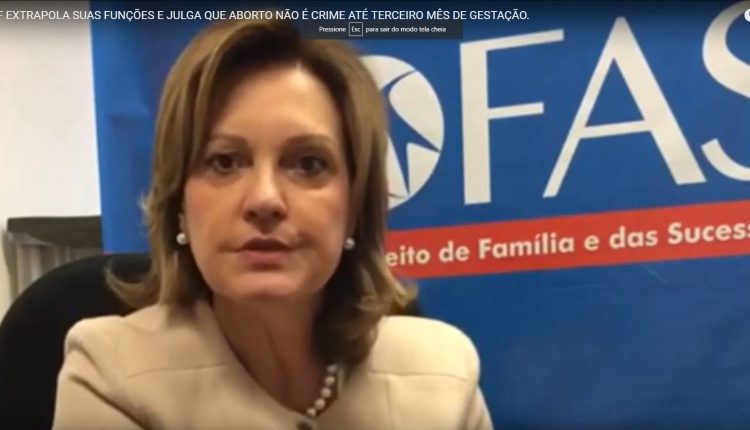 F EXTRAPOLA SUAS FUNÇÕES E JULGA QUE ABORTO NÃO É CRIME ATÉ TERCEIRO MÊS DE GESTAÇÃO.
Pressione Esc para sair do modo tela cheia
FAS
eito de Família e das Sucess